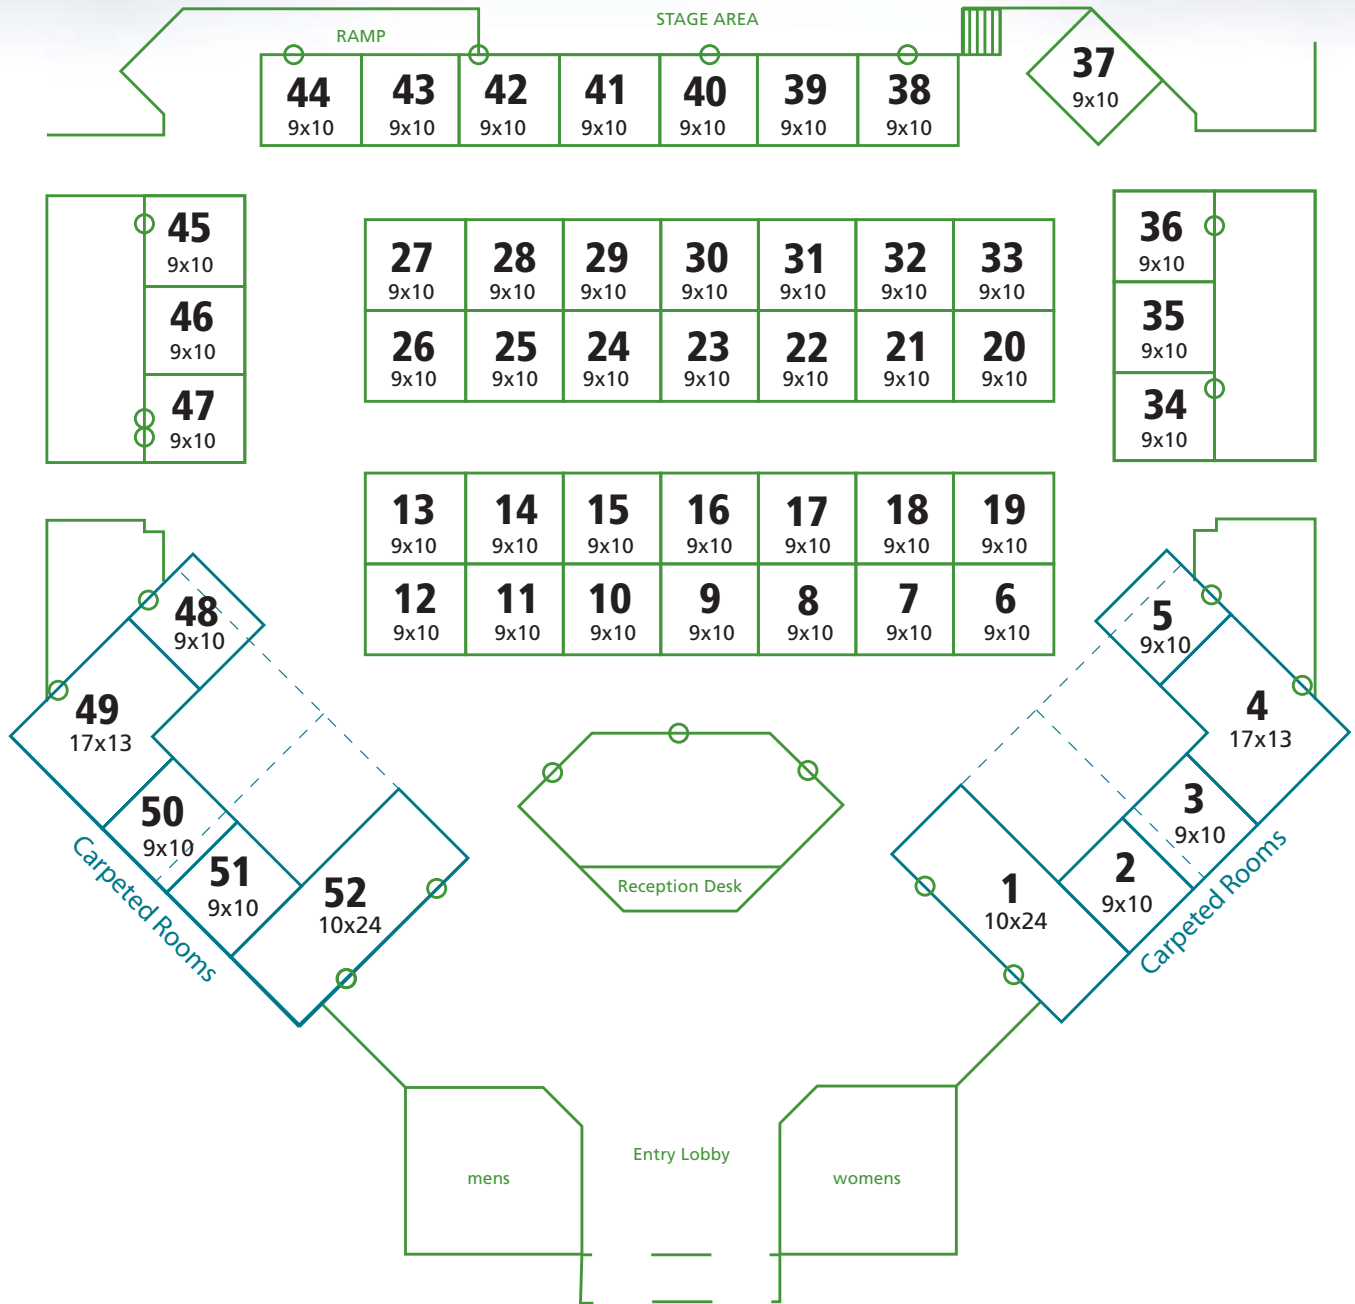 STAGE AREA
RAMP
44 43 42 41 40 39 38 37
9x10 9x10 9x10 9x10 9x10 9x10 9x10 9x10
45 36
9x10 9x10
27 28 29 30 31 32 33
9x10 9x10 9x10 9x10 9x10 9x10 9x10
46 35
9x10 9x10
26 25 24 23 22 21 20
9x10 9x10 9x10 9x10 9x10 9x10 9x10
47 34
9x10 9x10
13 14 15 16 17 18 19
9x10 9x10 9x10 9x10 9x10 9x10 9x10
12 11 10 9 8 7 6
9x10 9x10 9x10 9x10 9x10 9x10 9x10
48 5
9x10 9x10
49 4
17x13 17x13
50 3
9x10 9x10
51 2
9x10 9x10
52 1
10x24 10x24
Carpeted Rooms
Carpeted Rooms
Reception Desk
Entry Lobby
mens
womens